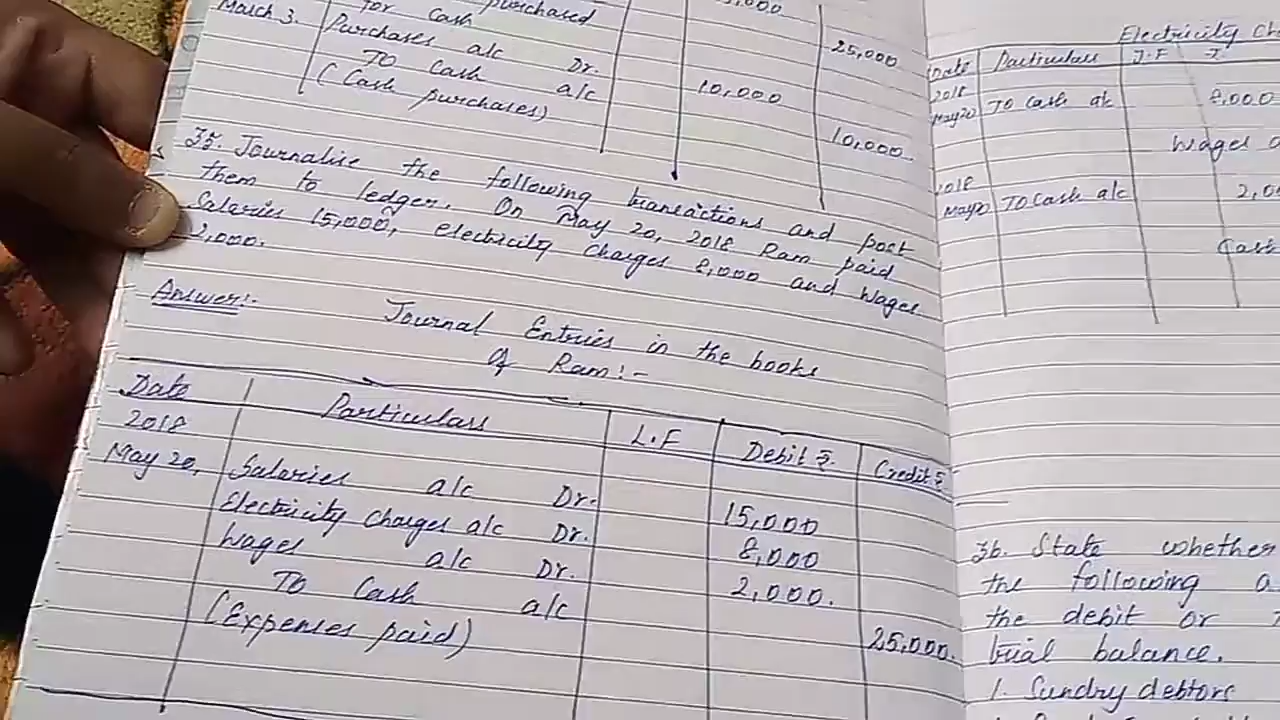 March 3.
for cash purchased
25,000
Purchases a/c Dr.
To Cash a/c
10,000
(Cash purchases)
10,000
35. Journalise the following transactions and post
them to ledger. On May 20, 2018 Ram paid
Salaries 15,000, electricity charges 8,000 and wages
2,000.
Answer:-
Journal Entries in the books
of Ram:-
Date Particulars L.F Debit ₹. Credit ₹
2018
May 20, Salaries a/c Dr. 15,000
Electricity charges a/c Dr. 8,000
Wages a/c Dr. 2,000.
To Cash a/c 25,000.
(Expenses paid)
Electricity Ch
Date Particulars J.F ₹.
2018
May 20 To Cash a/c 8,000
Wages a
2018
May 20 To Cash a/c 2,0
Cash
36. State whether
the following a
the debit or
trial balance.
1. Sundry debtors